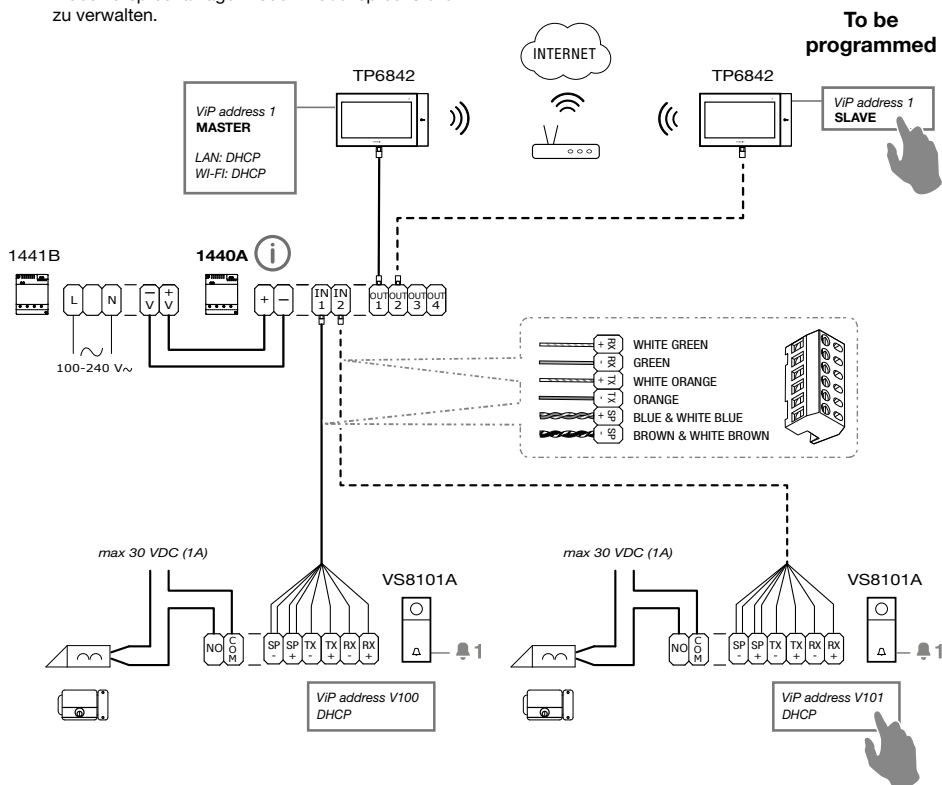 zu verwalten.
To be
programmed
INTERNET
TP6842
TP6842
ViP address 1
MASTER
LAN: DHCP
WI-FI: DHCP
ViP address 1
SLAVE
1441B
1440A
i
L N
– V + V
+ –
IN 1 IN 2
OUT 1 OUT 2 OUT 3 OUT 4
100-240 V~
+ RX WHITE GREEN
- RX GREEN
+ TX WHITE ORANGE
- TX ORANGE
+ SP BLUE & WHITE BLUE
- SP BROWN & WHITE BROWN
max 30 VDC (1A)
VS8101A
NO COM
SP - SP + TX - TX + RX - RX +
1
ViP address V100
DHCP
max 30 VDC (1A)
VS8101A
NO COM
SP - SP + TX - TX + RX - RX +
1
ViP address V101
DHCP